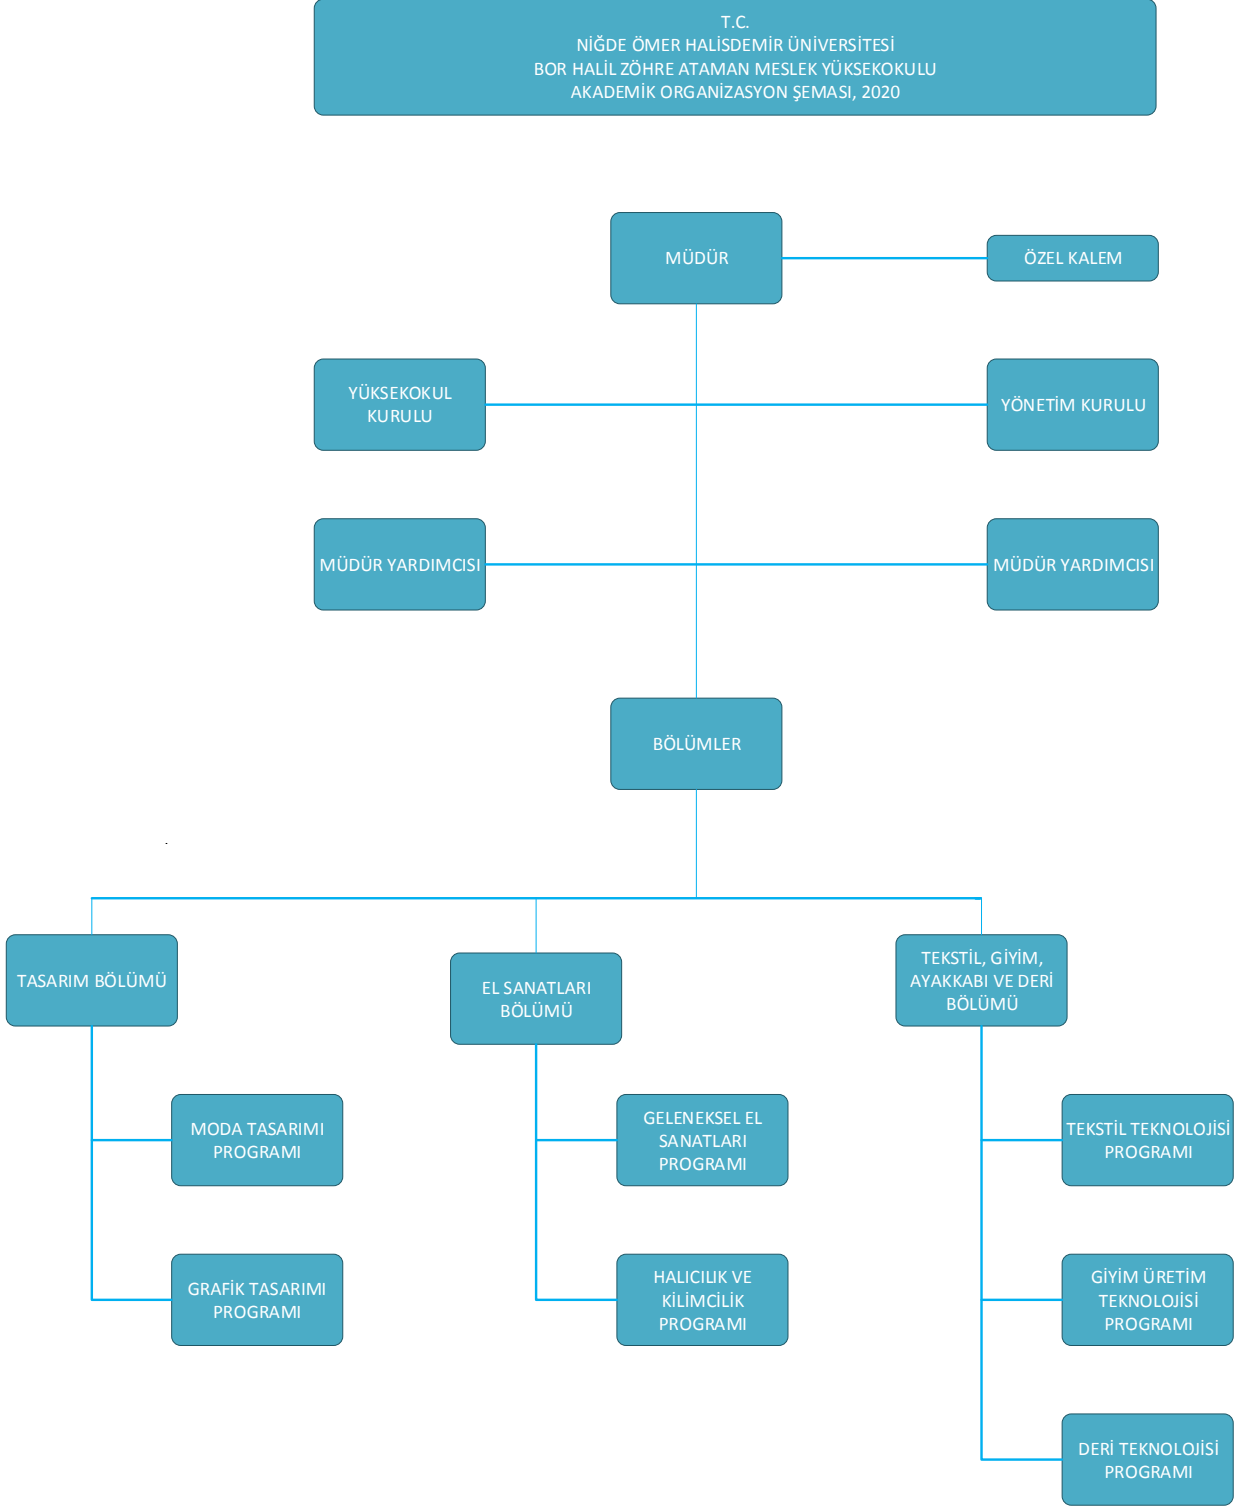 T.C.
NİĞDE ÖMER HALİSDEMİR ÜNİVERSİTESİ
BOR HALİL ZÖHRE ATAMAN MESLEK YÜKSEKOKULU
AKADEMİK ORGANİZASYON ŞEMASI, 2020
MÜDÜR
ÖZEL KALEM
YÜKSEKOKUL
KURULU
YÖNETİM KURULU
MÜDÜR YARDIMCISI
MÜDÜR YARDIMCISI
BÖLÜMLER
TASARIM BÖLÜMÜ
EL SANATLARI
BÖLÜMÜ
TEKSTİL, GİYİM,
AYAKKABI VE DERİ
BÖLÜMÜ
MODA TASARIMI
PROGRAMI
GELENEKSEL EL
SANATLARI
PROGRAMI
TEKSTİL TEKNOLOJİSİ
PROGRAMI
GRAFİK TASARIMI
PROGRAMI
HALICILIK VE
KİLİMCİLİK
PROGRAMI
GİYİM ÜRETİM
TEKNOLOJİSİ
PROGRAMI
DERİ TEKNOLOJİSİ
PROGRAMI